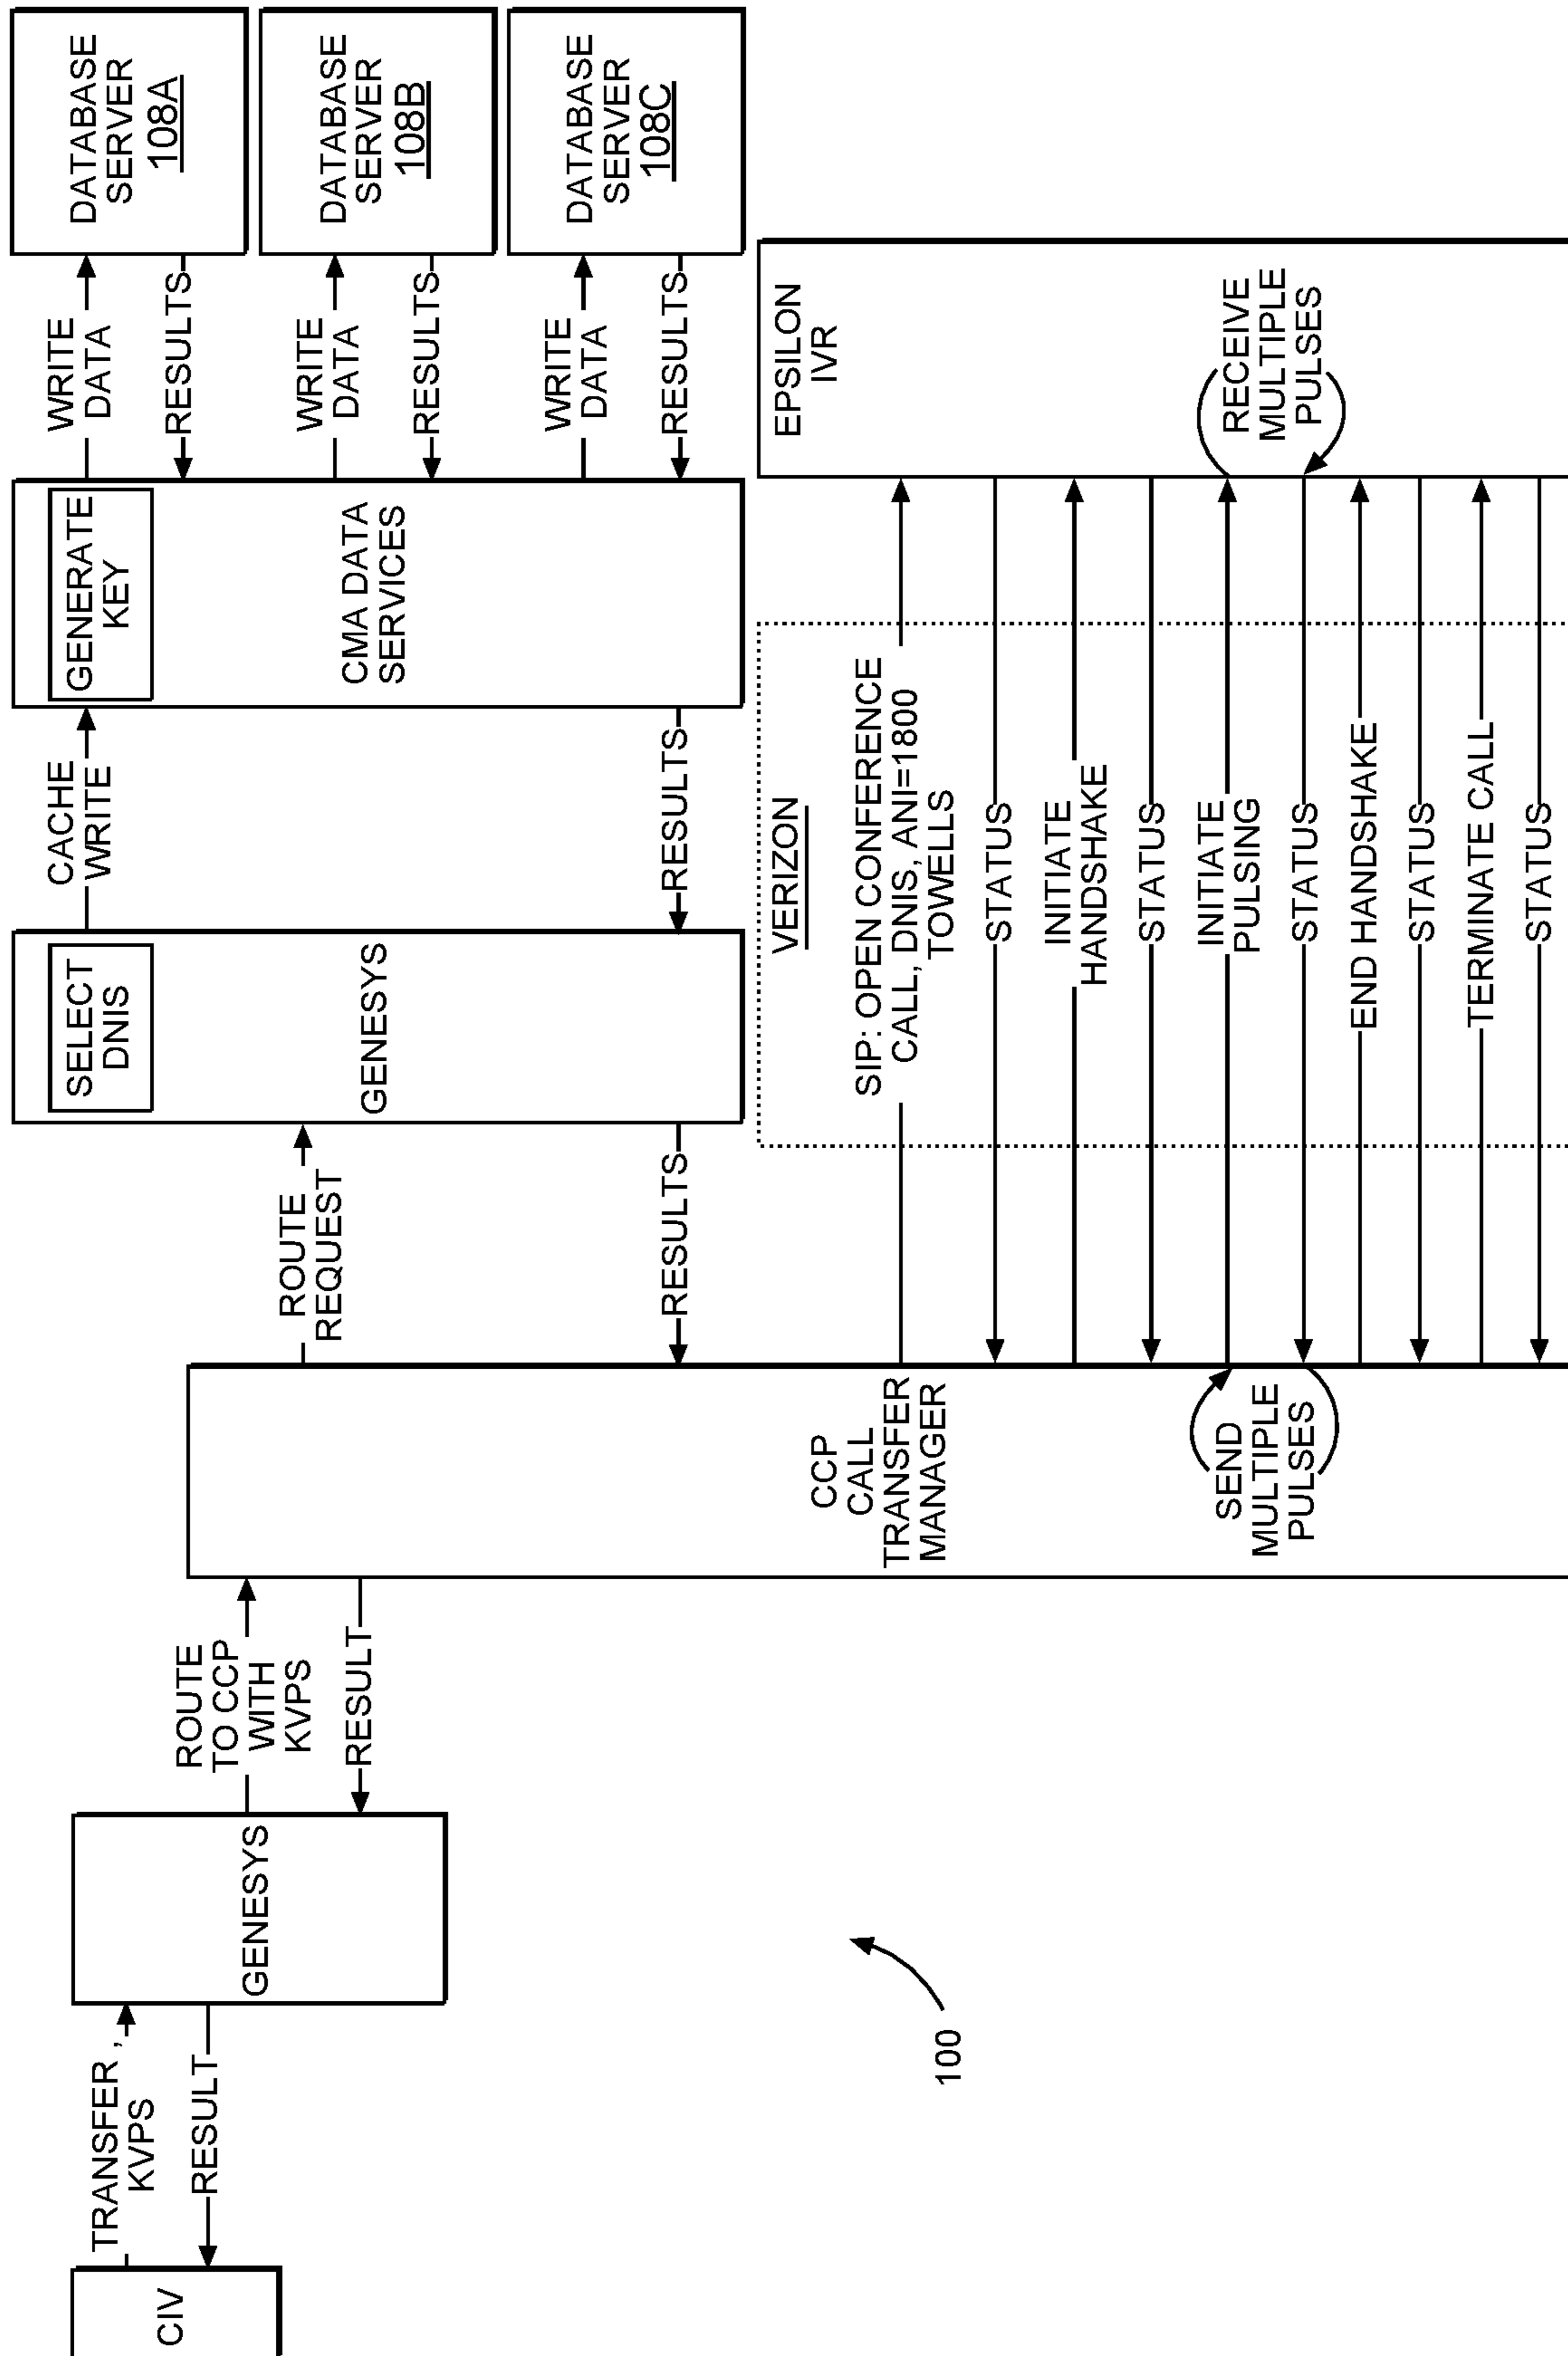 CIV
TRANSFER,
KVPS
RESULT
GENESYS
ROUTE
TO CCP
WITH
KVPS
RESULT
CCP
CALL
TRANSFER
MANAGER
SEND
MULTIPLE
PULSES
ROUTE
REQUEST
RESULTS
SELECT
DNIS
GENESYS
CACHE
WRITE
RESULTS
GENERATE
KEY
CMA DATA
SERVICES
WRITE
DATA
RESULTS
WRITE
DATA
RESULTS
WRITE
DATA
RESULTS
DATABASE
SERVER
108A
DATABASE
SERVER
108B
DATABASE
SERVER
108C
VERIZON
SIP: OPEN CONFERENCE
CALL, DNIS, ANI=1800
TOWELLS
STATUS
INITIATE
HANDSHAKE
STATUS
INITIATE
PULSING
STATUS
END HANDSHAKE
STATUS
TERMINATE CALL
STATUS
EPSILON
IVR
RECEIVE
MULTIPLE
PULSES
100